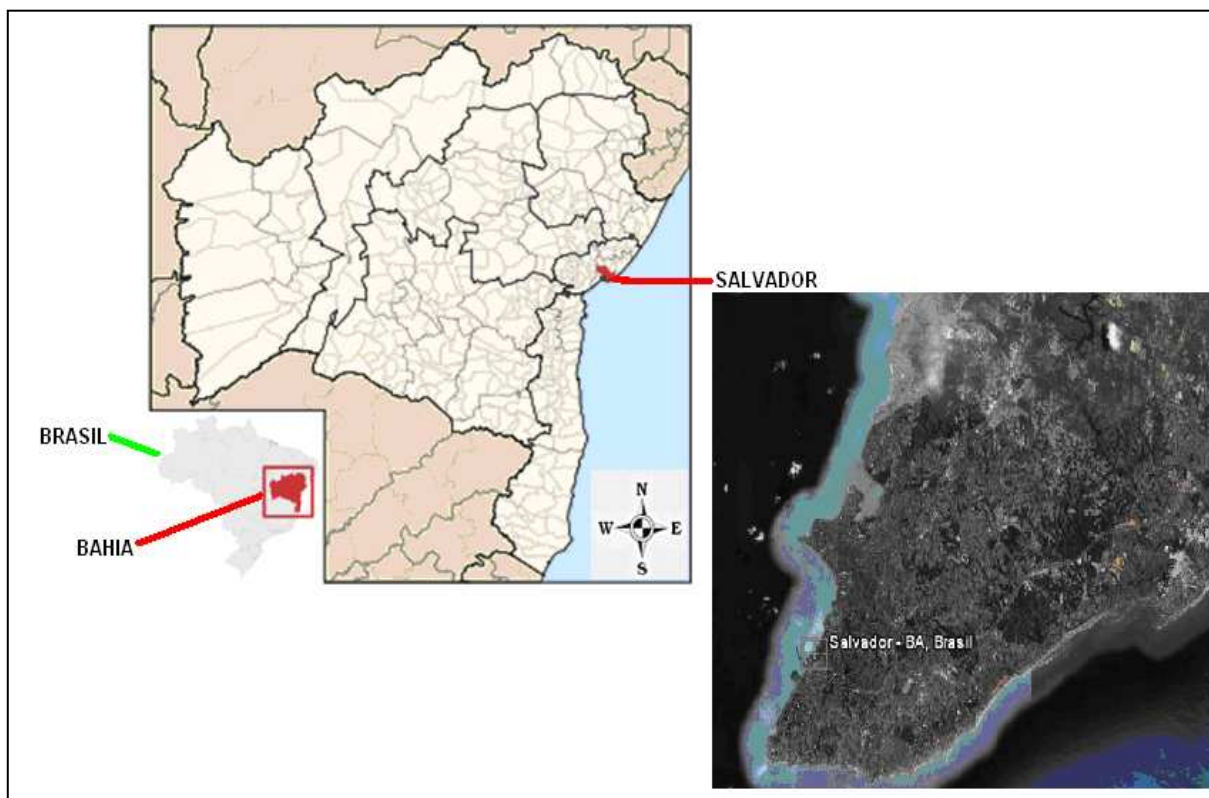 SALVADOR
BRASIL
BAHIA
N
W E
S
Salvador - BA, Brasil